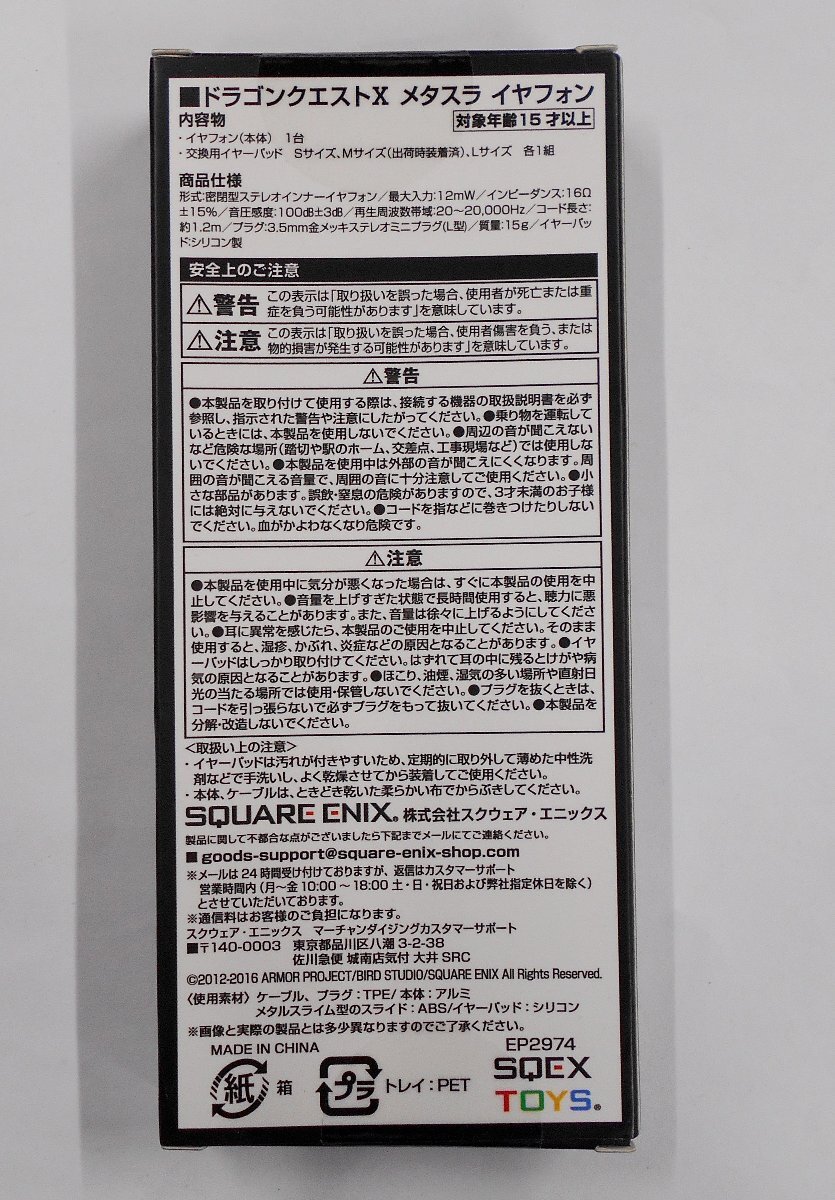 ■ドラゴンクエストX メタスラ イヤフォン
内容物
対象年齢15才以上
・イヤフォン(本体) 1台
・交換用イヤーパッド Sサイズ、Mサイズ(出荷時装着済)、Lサイズ 各1組
商品仕様
形式:密閉型ステレオインナーイヤフォン/最大入力:12mW/インピーダンス:16Ω
±15%/音圧感度:100dB±3dB/再生周波数帯域:20~20,000Hz/コード長さ:
約1.2m/プラグ:3.5mm金メッキステレオミニプラグ(L型)/質量:15g/イヤーパッ
ド:シリコン製
安全上のご注意
⚠警告 この表示は「取り扱いを誤った場合、使用者が死亡または重
症を負う可能性があります」を意味しています。
⚠注意 この表示は「取り扱いを誤った場合、使用者傷害を負う、または
物的損害が発生する可能性があります」を意味しています。
⚠警告
●本製品を取り付けて使用する際は、接続する機器の取扱説明書を必ず
参照し、指示された警告や注意にしたがってください。●乗り物を運転して
いるときには、本製品を使用しないでください。●周辺の音が聞こえない
など危険な場所(踏切や駅のホーム、交差点、工事現場など)では使用しな
いでください。●本製品を使用中は外部の音が聞こえにくくなります。周
囲の音が聞こえる音量で、周囲の音に十分注意してご使用ください。●小
さな部品があります。誤飲・窒息の危険がありますので、3才未満のお子様
には絶対に与えないでください。●コードを指などに巻きつけたりしない
でください。血がかよわなくなり危険です。
⚠注意
●本製品を使用中に気分が悪くなった場合は、すぐに本製品の使用を中
止してください。●音量を上げすぎた状態で長時間使用すると、聴力に悪
影響を与えることがあります。また、音量は徐々に上げるようにしてくださ
い。●耳に異常を感じたら、本製品のご使用を中止してください。そのまま
使用すると、湿疹、かぶれ、炎症などの原因となることがあります。●イヤ
ーパッドはしっかり取り付けてください。はずれて耳の中に残るとけがや病
気の原因となることがあります。●ほこり、油煙、湿気の多い場所や直射日
光の当たる場所では使用・保管しないでください。●プラグを抜くときは、
コードを引っ張らないで必ずプラグをもって抜いてください。●本製品を
分解・改造しないでください。
<取扱い上の注意>
・イヤーパッドは汚れが付きやすいため、定期的に取り外して薄めた中性洗
剤などで手洗いし、よく乾燥させてから装着してご使用ください。
・本体、ケーブルは、ときどき乾いた柔らかい布でからぶきしてください。
SQUARE ENIX® 株式会社スクウェア・エニックス
製品に関して不都合な点がございましたら下記までメールにてご連絡ください。
■ goods-support@square-enix-shop.com
※メールは24時間受け付けておりますが、返信はカスタマーサポート
営業時間内(月~金10:00~18:00 土・日・祝日および弊社指定休日を除く)
とさせていただいております。
※通信料はお客様のご負担になります。
スクウェア・エニックス マーチャンダイジングカスタマーサポート
■〒140-0003 東京都品川区八潮 3-2-38
佐川急便 城南店気付 大井 SRC
©2012-2016 ARMOR PROJECT/BIRD STUDIO/SQUARE ENIX All Rights Reserved.
〈使用素材〉ケーブル、プラグ:TPE/ 本体:アルミ
メタルスライム型のスライド:ABS/イヤーパッド:シリコン
※画像と実際の製品とは多少異なりますのでご了承ください。
MADE IN CHINA
EP2974
紙 箱
プラ トレイ:PET
SQEX
TOYS®